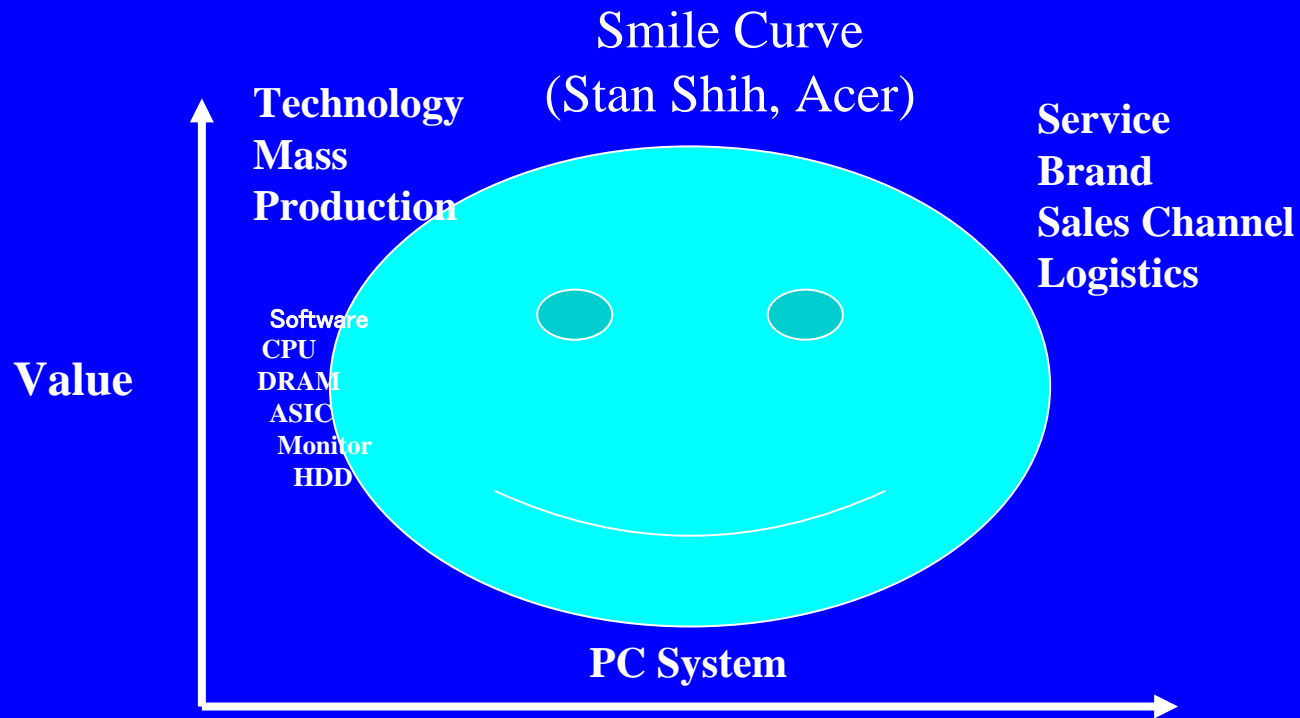 Smile Curve
(Stan Shih, Acer)
Technology
Mass
Production
Service
Brand
Sales Channel
Logistics
Software
CPU
DRAM
ASIC
Monitor
HDD
Value
PC System